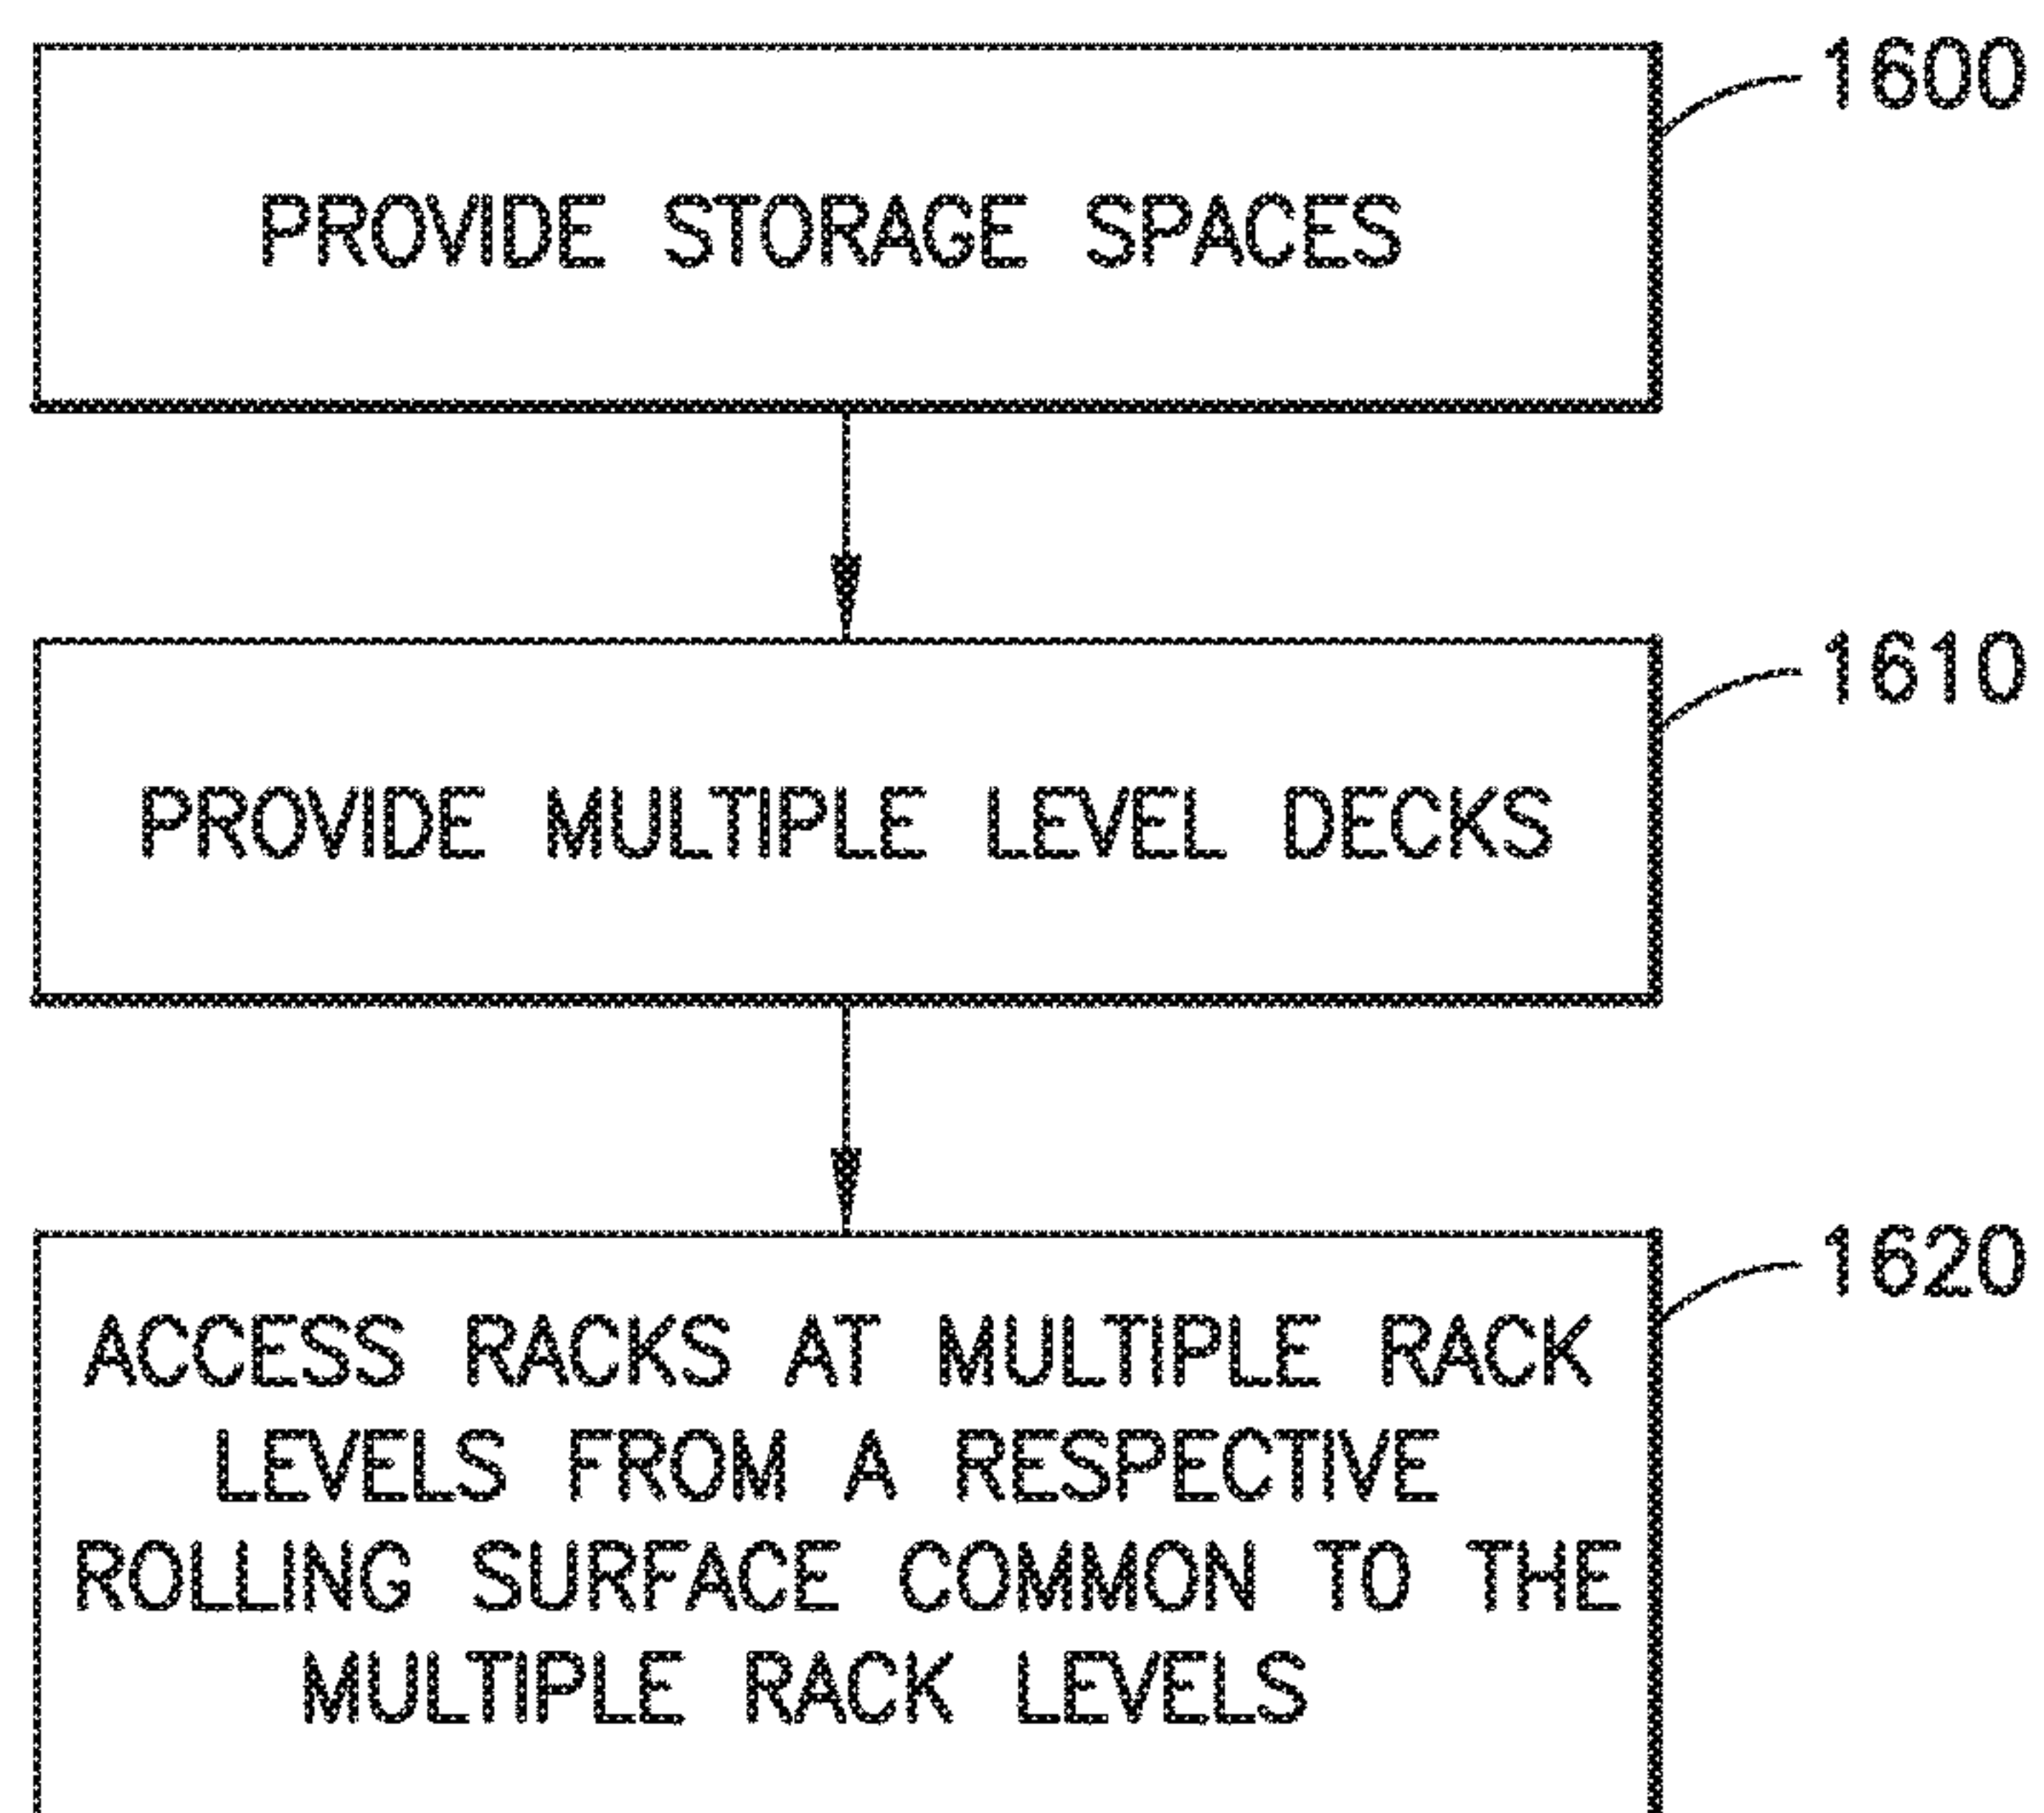 1600
PROVIDE STORAGE SPACES
1610
PROVIDE MULTIPLE LEVEL DECKS
1620
ACCESS RACKS AT MULTIPLE RACK
LEVELS FROM A RESPECTIVE
ROLLING SURFACE COMMON TO THE
MULTIPLE RACK LEVELS